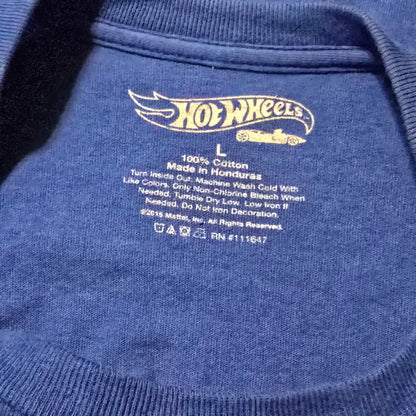 HOT WHEELS
L
100% Cotton
Made in Honduras
Turn Inside Out. Machine Wash Cold With
Like Colors. Only Non-Chlorine Bleach When
Needed. Tumble Dry Low. Low Iron If
Needed. Do Not Iron Decoration.
©2015 Mattel, Inc. All Rights Reserved.
RN #111647